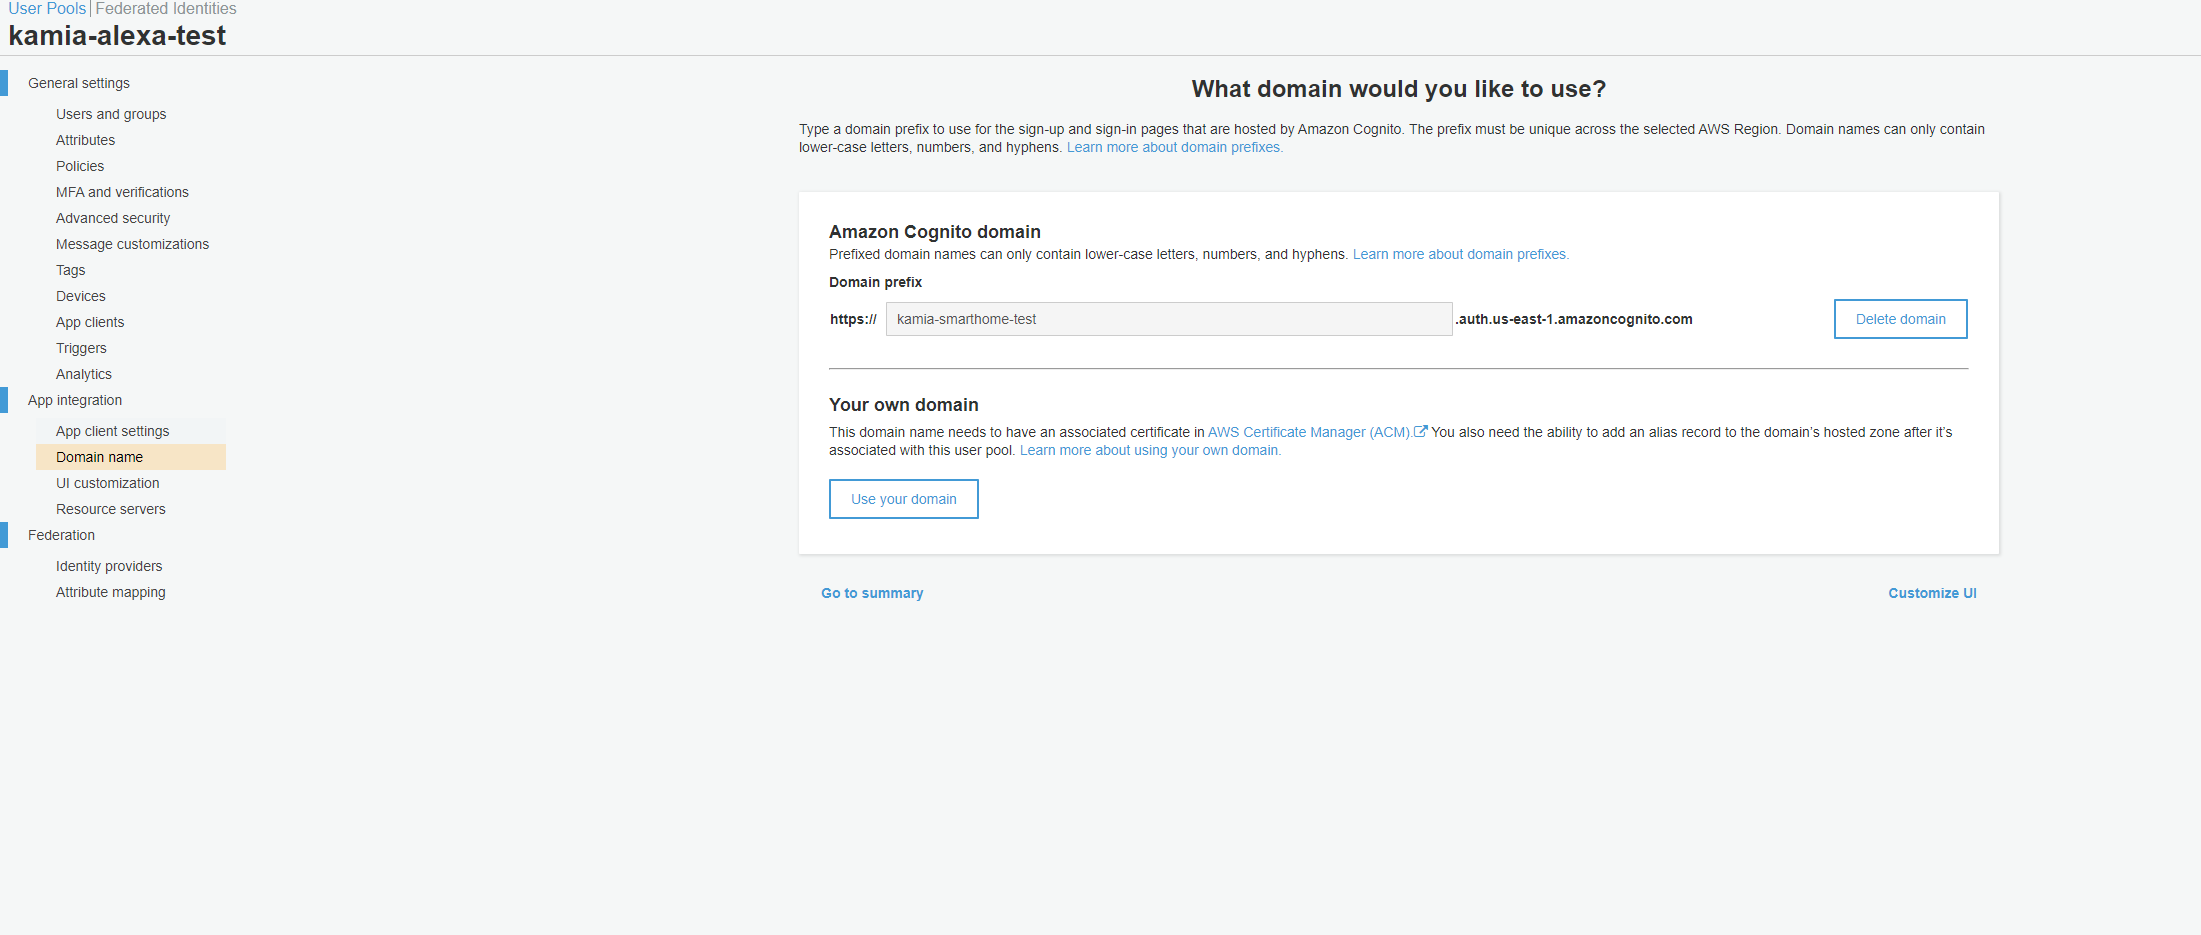 User Pools | Federated Identities
kamia-alexa-test
General settings
Users and groups
Attributes
Policies
MFA and verifications
Advanced security
Message customizations
Tags
Devices
App clients
Triggers
Analytics
App integration
App client settings
Domain name
UI customization
Resource servers
Federation
Identity providers
Attribute mapping
What domain would you like to use?
Type a domain prefix to use for the sign-up and sign-in pages that are hosted by Amazon Cognito. The prefix must be unique across the selected AWS Region. Domain names can only contain
lower-case letters, numbers, and hyphens. Learn more about domain prefixes.
Amazon Cognito domain
Prefixed domain names can only contain lower-case letters, numbers, and hyphens. Learn more about domain prefixes.
Domain prefix
https:// kamia-smarthome-test .auth.us-east-1.amazoncognito.com Delete domain
Your own domain
This domain name needs to have an associated certificate in AWS Certificate Manager (ACM). You also need the ability to add an alias record to the domain's hosted zone after it's
associated with this user pool. Learn more about using your own domain.
Use your domain
Go to summary Customize UI